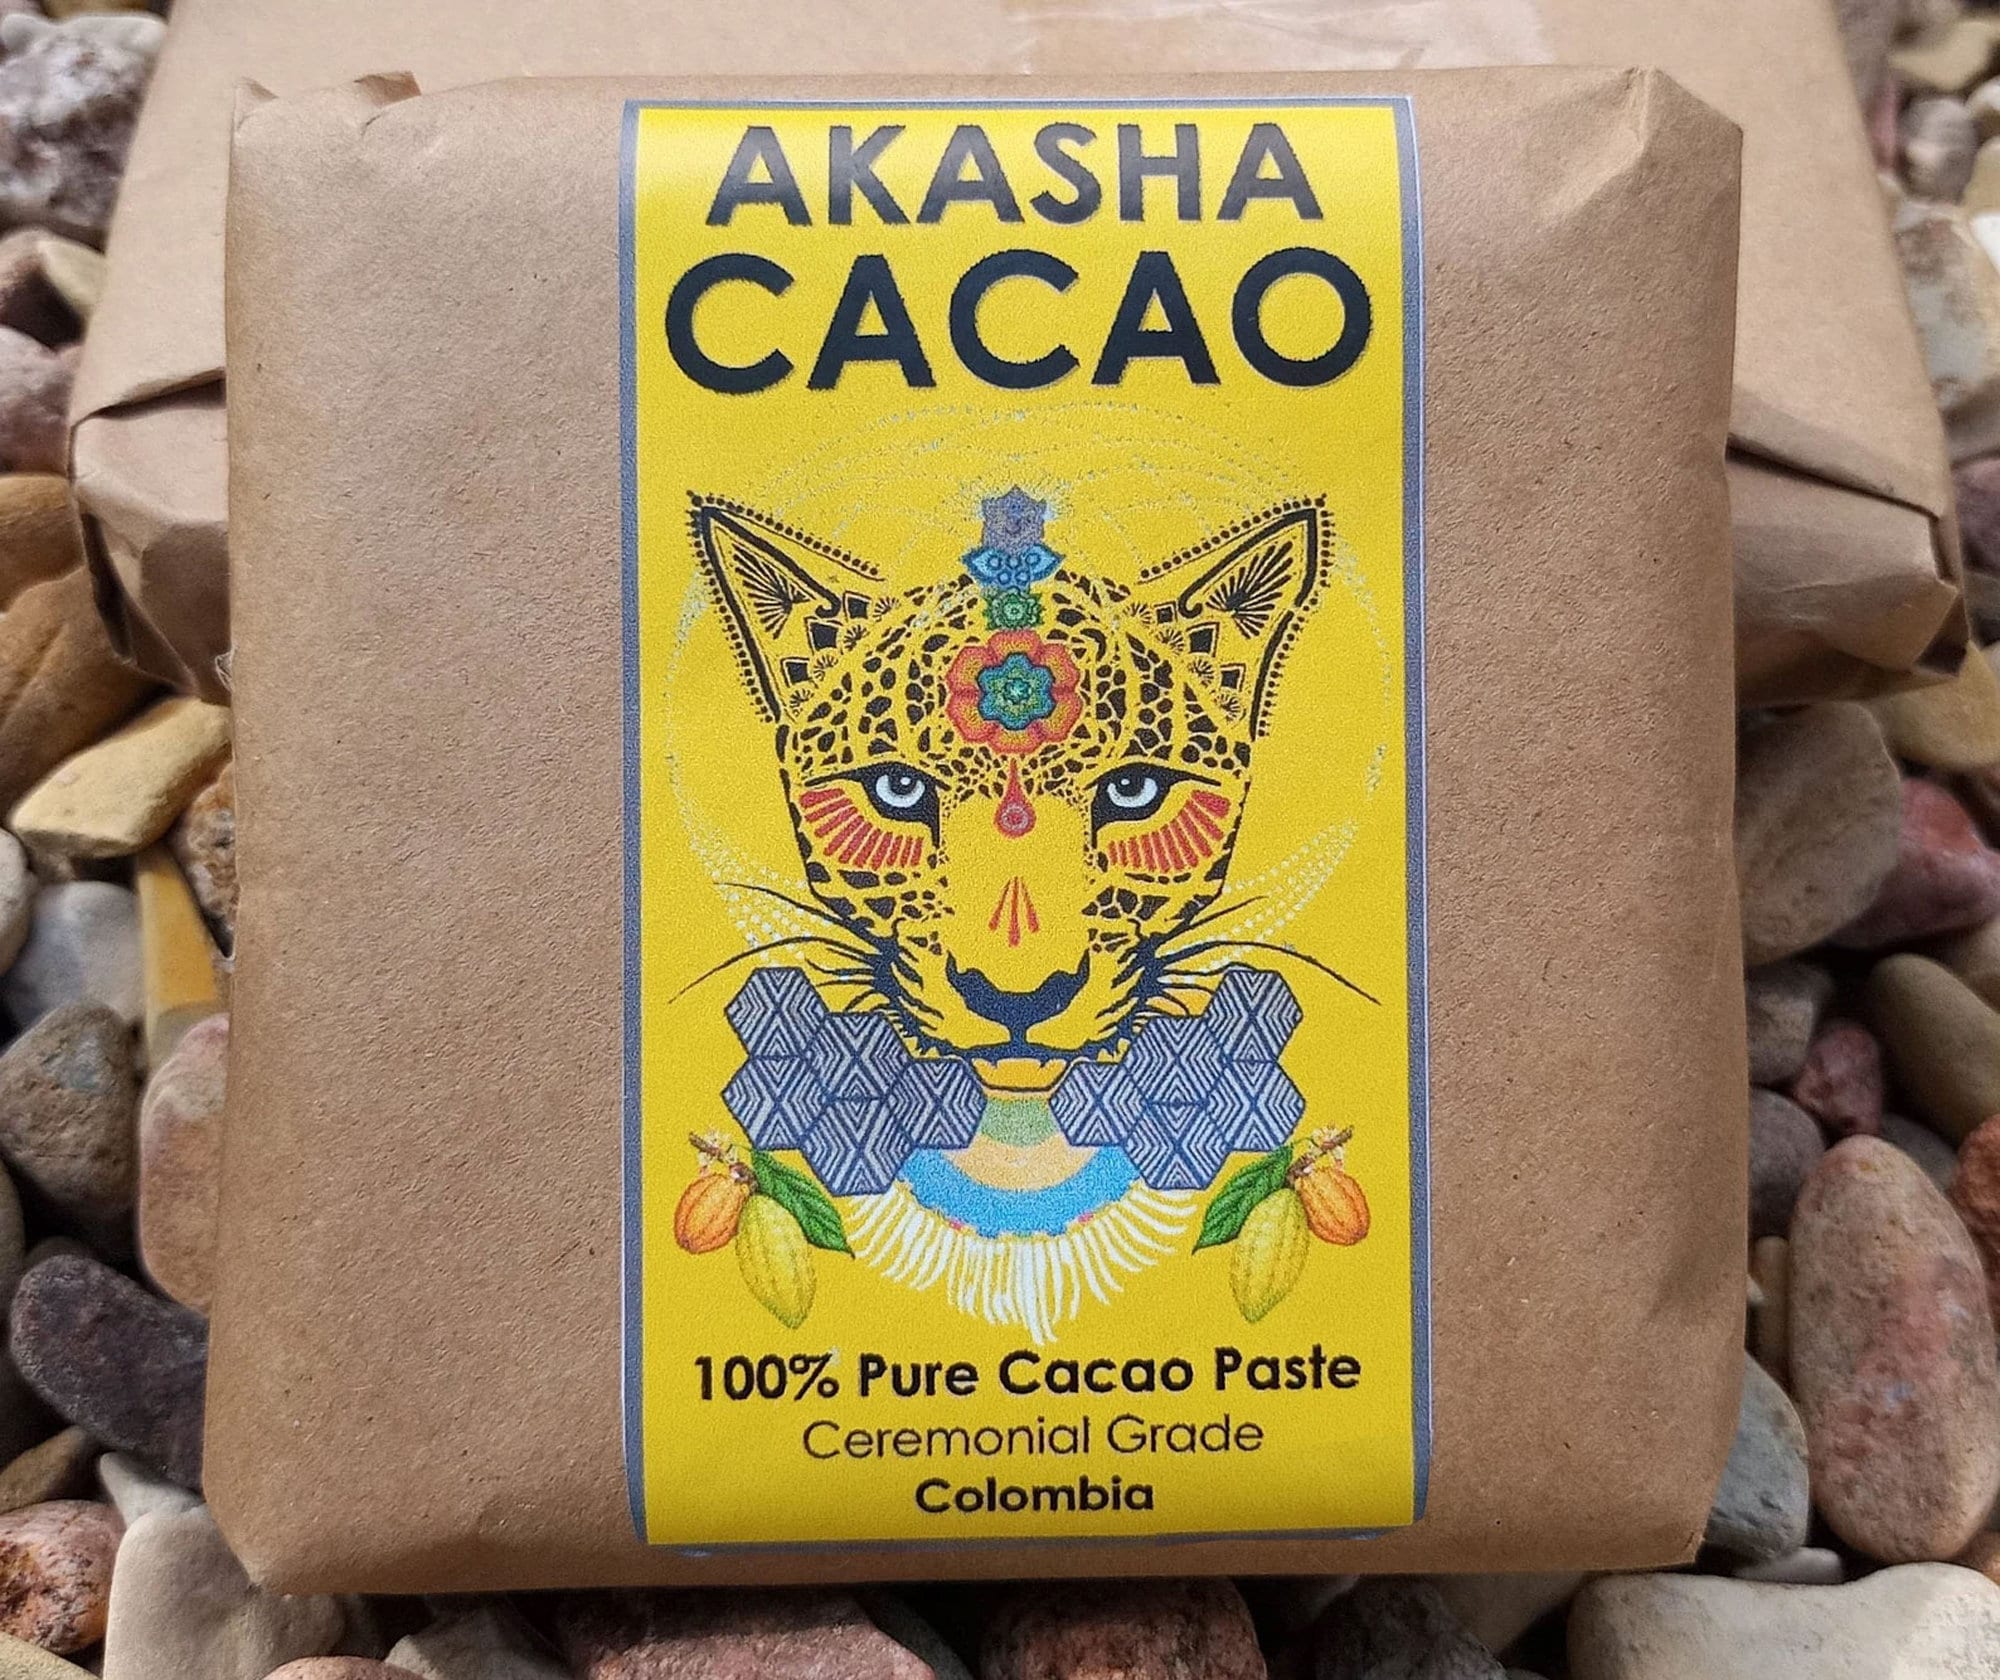 AKASHA
CACAO
100% Pure Cacao Paste
Ceremonial Grade
Colombia